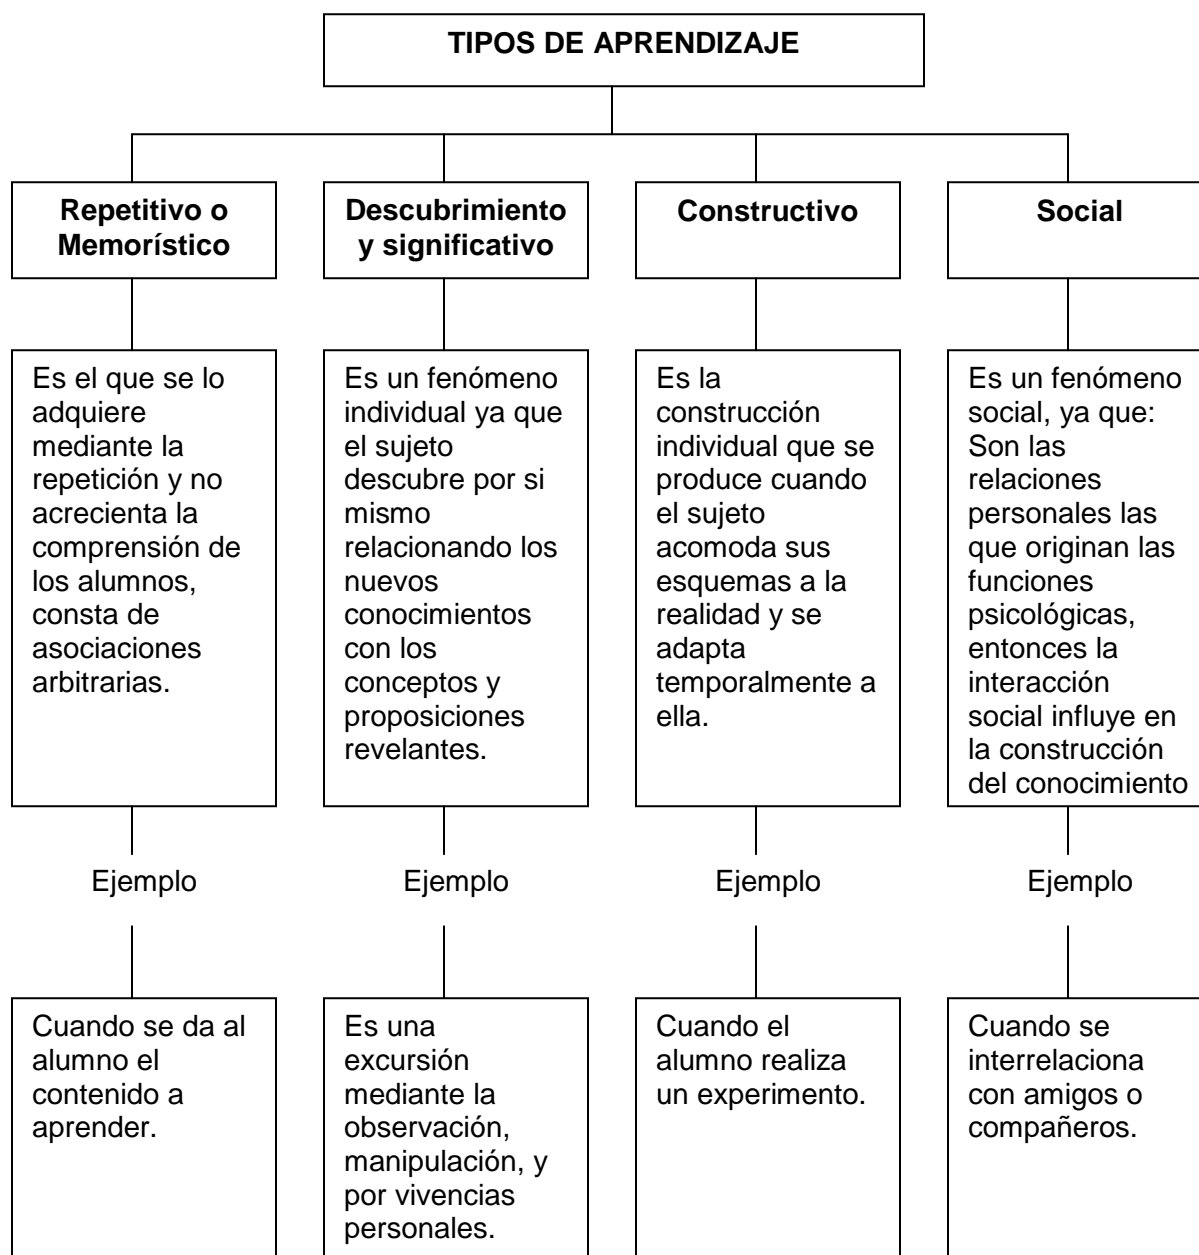 TIPOS DE APRENDIZAJE
Repetitivo o
Memorístico
Descubrimiento
y significativo
Constructivo
Social
Es el que se lo
adquiere
mediante la
repetición y no
acrecienta la
comprensión de
los alumnos,
consta de
asociaciones
arbitrarias.
Es un fenómeno
individual ya que
el sujeto
descubre por si
mismo
relacionando los
nuevos
conocimientos
con los
conceptos y
proposiciones
revelantes.
Es la
construcción
individual que se
produce cuando
el sujeto
acomoda sus
esquemas a la
realidad y se
adapta
temporalmente a
ella.
Es un fenómeno
social, ya que:
Son las
relaciones
personales las
que originan las
funciones
psicológicas,
entonces la
interacción
social influye en
la construcción
del conocimiento
Ejemplo
Ejemplo
Ejemplo
Ejemplo
Cuando se da al
alumno el
contenido a
aprender.
Es una
excursión
mediante la
observación,
manipulación, y
por vivencias
personales.
Cuando el
alumno realiza
un experimento.
Cuando se
interrelaciona
con amigos o
compañeros.